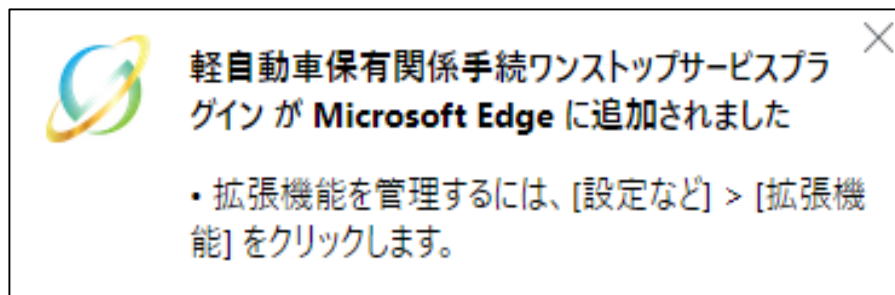 軽自動車保有関係手続ワンストップサービスプラ
グイン が Microsoft Edge に追加されました
• 拡張機能を管理するには、[設定など] > [拡張機
能] をクリックします。